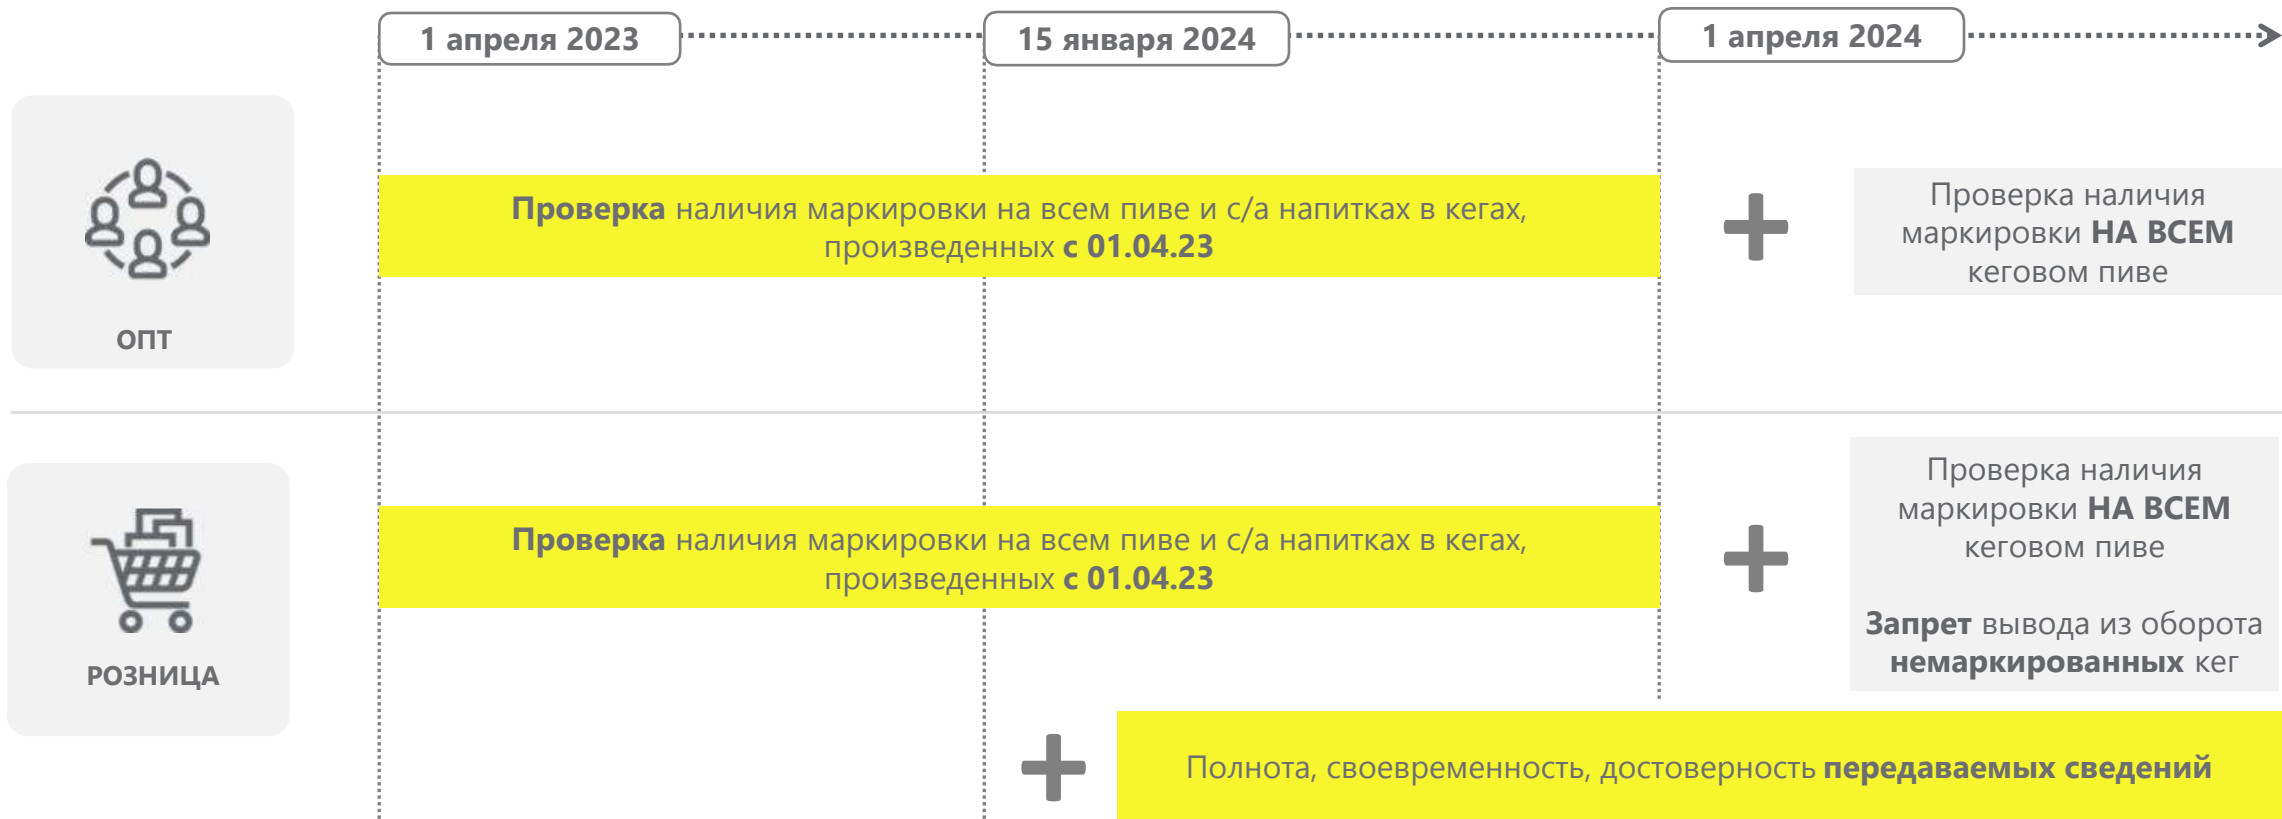 1 апреля 2023
15 января 2024
1 апреля 2024
ОПТ
Проверка наличия маркировки на всем пиве и с/а напитках в кегах,
произведенных с 01.04.23
Проверка наличия
маркировки НА ВСЕМ
кеговом пиве
РОЗНИЦА
Проверка наличия маркировки на всем пиве и с/а напитках в кегах,
произведенных с 01.04.23
Проверка наличия
маркировки НА ВСЕМ
кеговом пиве
Запрет вывода из оборота
немаркированных кег
Полнота, своевременность, достоверность передаваемых сведений